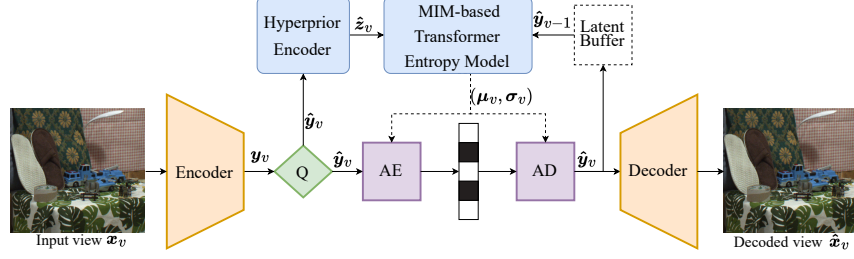 Hyperprior
Encoder
ẑ_v
MIM-based
Transformer
Entropy Model
ŷ_{v−1}
Latent
Buffer
(μ_v, σ_v)
ŷ_v
Encoder
y_v
Q
ŷ_v
AE
AD
ŷ_v
Decoder
Input view x_v
Decoded view x̂_v